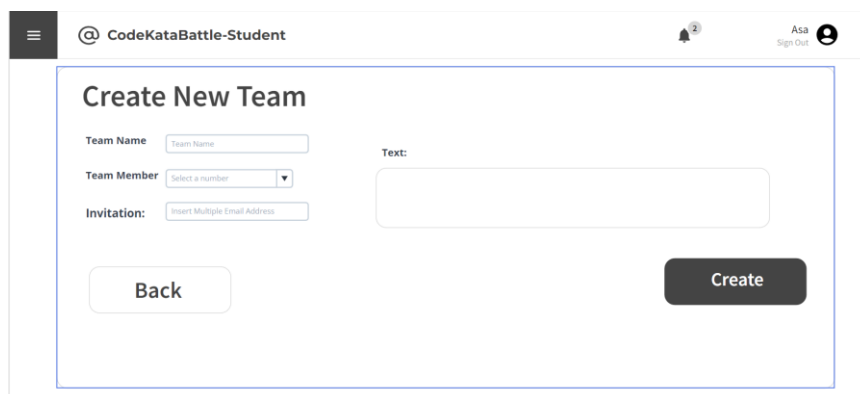 @ CodeKataBattle-Student
2
Asa
Sign Out
Create New Team
Team Name
Team Name
Team Member
Select a number
Invitation:
Insert Multiple Email Address
Text:
Back
Create